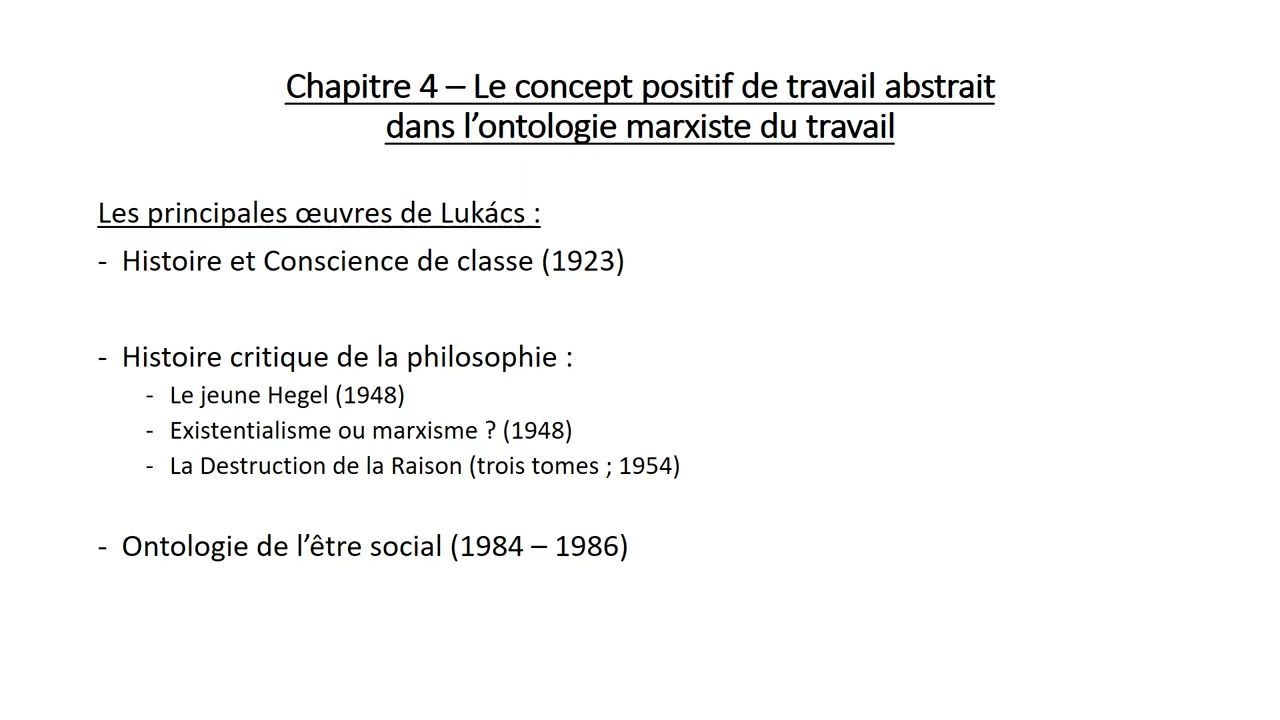 Chapitre 4 – Le concept positif de travail abstrait
dans l’ontologie marxiste du travail
Les principales œuvres de Lukács :
- Histoire et Conscience de classe (1923)
- Histoire critique de la philosophie :
- Le jeune Hegel (1948)
- Existentialisme ou marxisme ? (1948)
- La Destruction de la Raison (trois tomes ; 1954)
- Ontologie de l’être social (1984 – 1986)